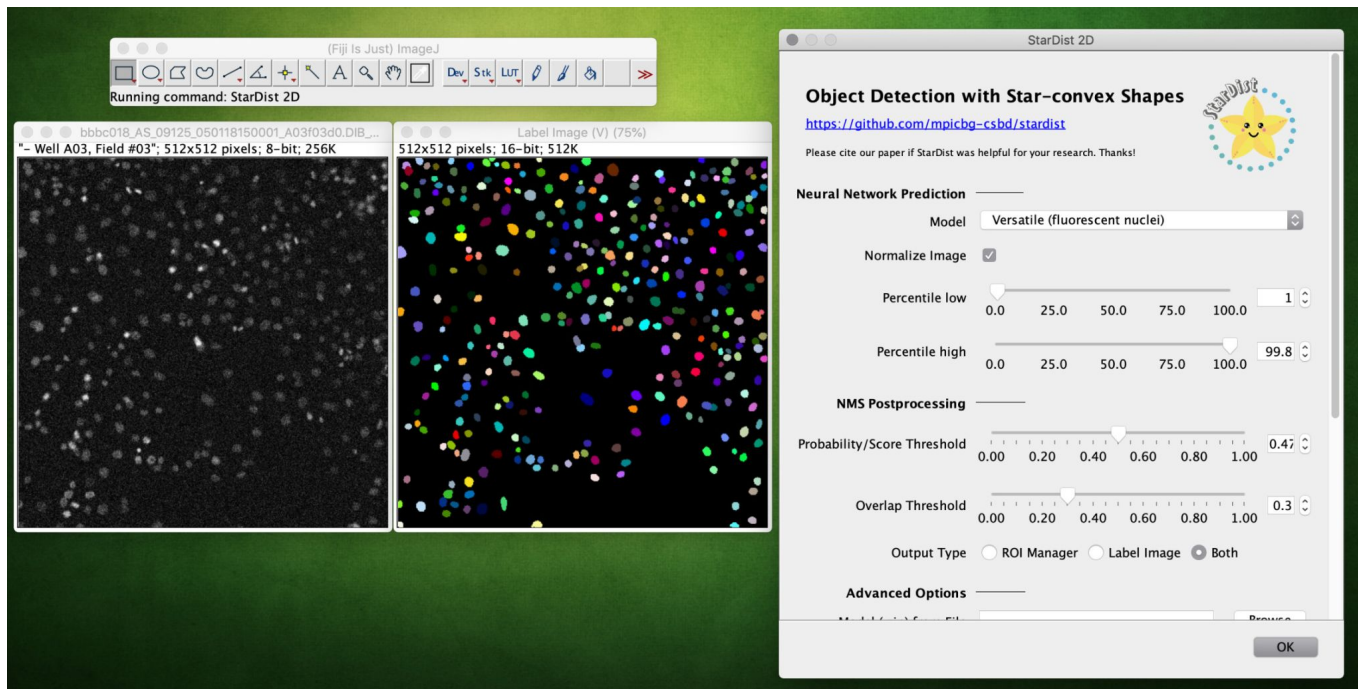 (Fiji Is Just) ImageJ
Dev Stk LUT
Running command: StarDist 2D
bbbc018_AS_09125_050118150001_A03f03d0.DIB_...
"- Well A03, Field #03"; 512x512 pixels; 8-bit; 256K
Label Image (V) (75%)
512x512 pixels; 16-bit; 512K
StarDist 2D
Object Detection with Star-convex Shapes
StarDist
https://github.com/mpicbg-csbd/stardist
Please cite our paper if StarDist was helpful for your research. Thanks!
Neural Network Prediction
Model Versatile (fluorescent nuclei)
Normalize Image
Percentile low 1
0.0 25.0 50.0 75.0 100.0
Percentile high 99.8
0.0 25.0 50.0 75.0 100.0
NMS Postprocessing
Probability/Score Threshold 0.47
0.00 0.20 0.40 0.60 0.80 1.00
Overlap Threshold 0.3
0.00 0.20 0.40 0.60 0.80 1.00
Output Type ROI Manager Label Image Both
Advanced Options
Browse
OK